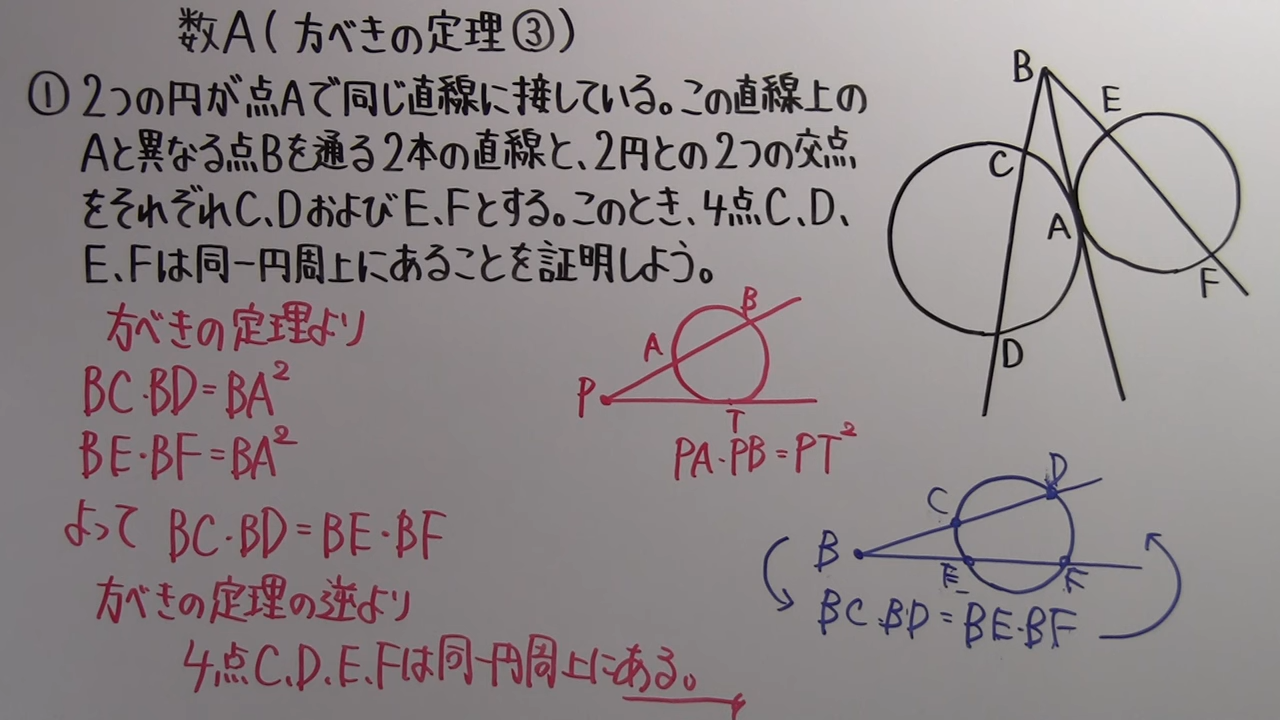 数A(方べきの定理③)
① 2つの円が点Aで同じ直線に接している。この直線上の
Aと異なる点Bを通る2本の直線と、2円との2つの交点
をそれぞれC、DおよびE、Fとする。このとき、4点C、D、
E、Fは同一円周上にあることを証明しよう。
B
E
C
A
F
D
方べきの定理より
BC・BD=BA²
BE・BF=BA²
よって BC・BD=BE・BF
方べきの定理の逆より
4点C、D、E、Fは同一円周上にある。
B
A
P
T
PA・PB=PT²
D
C
B
E
F
BC・BD=BE・BF